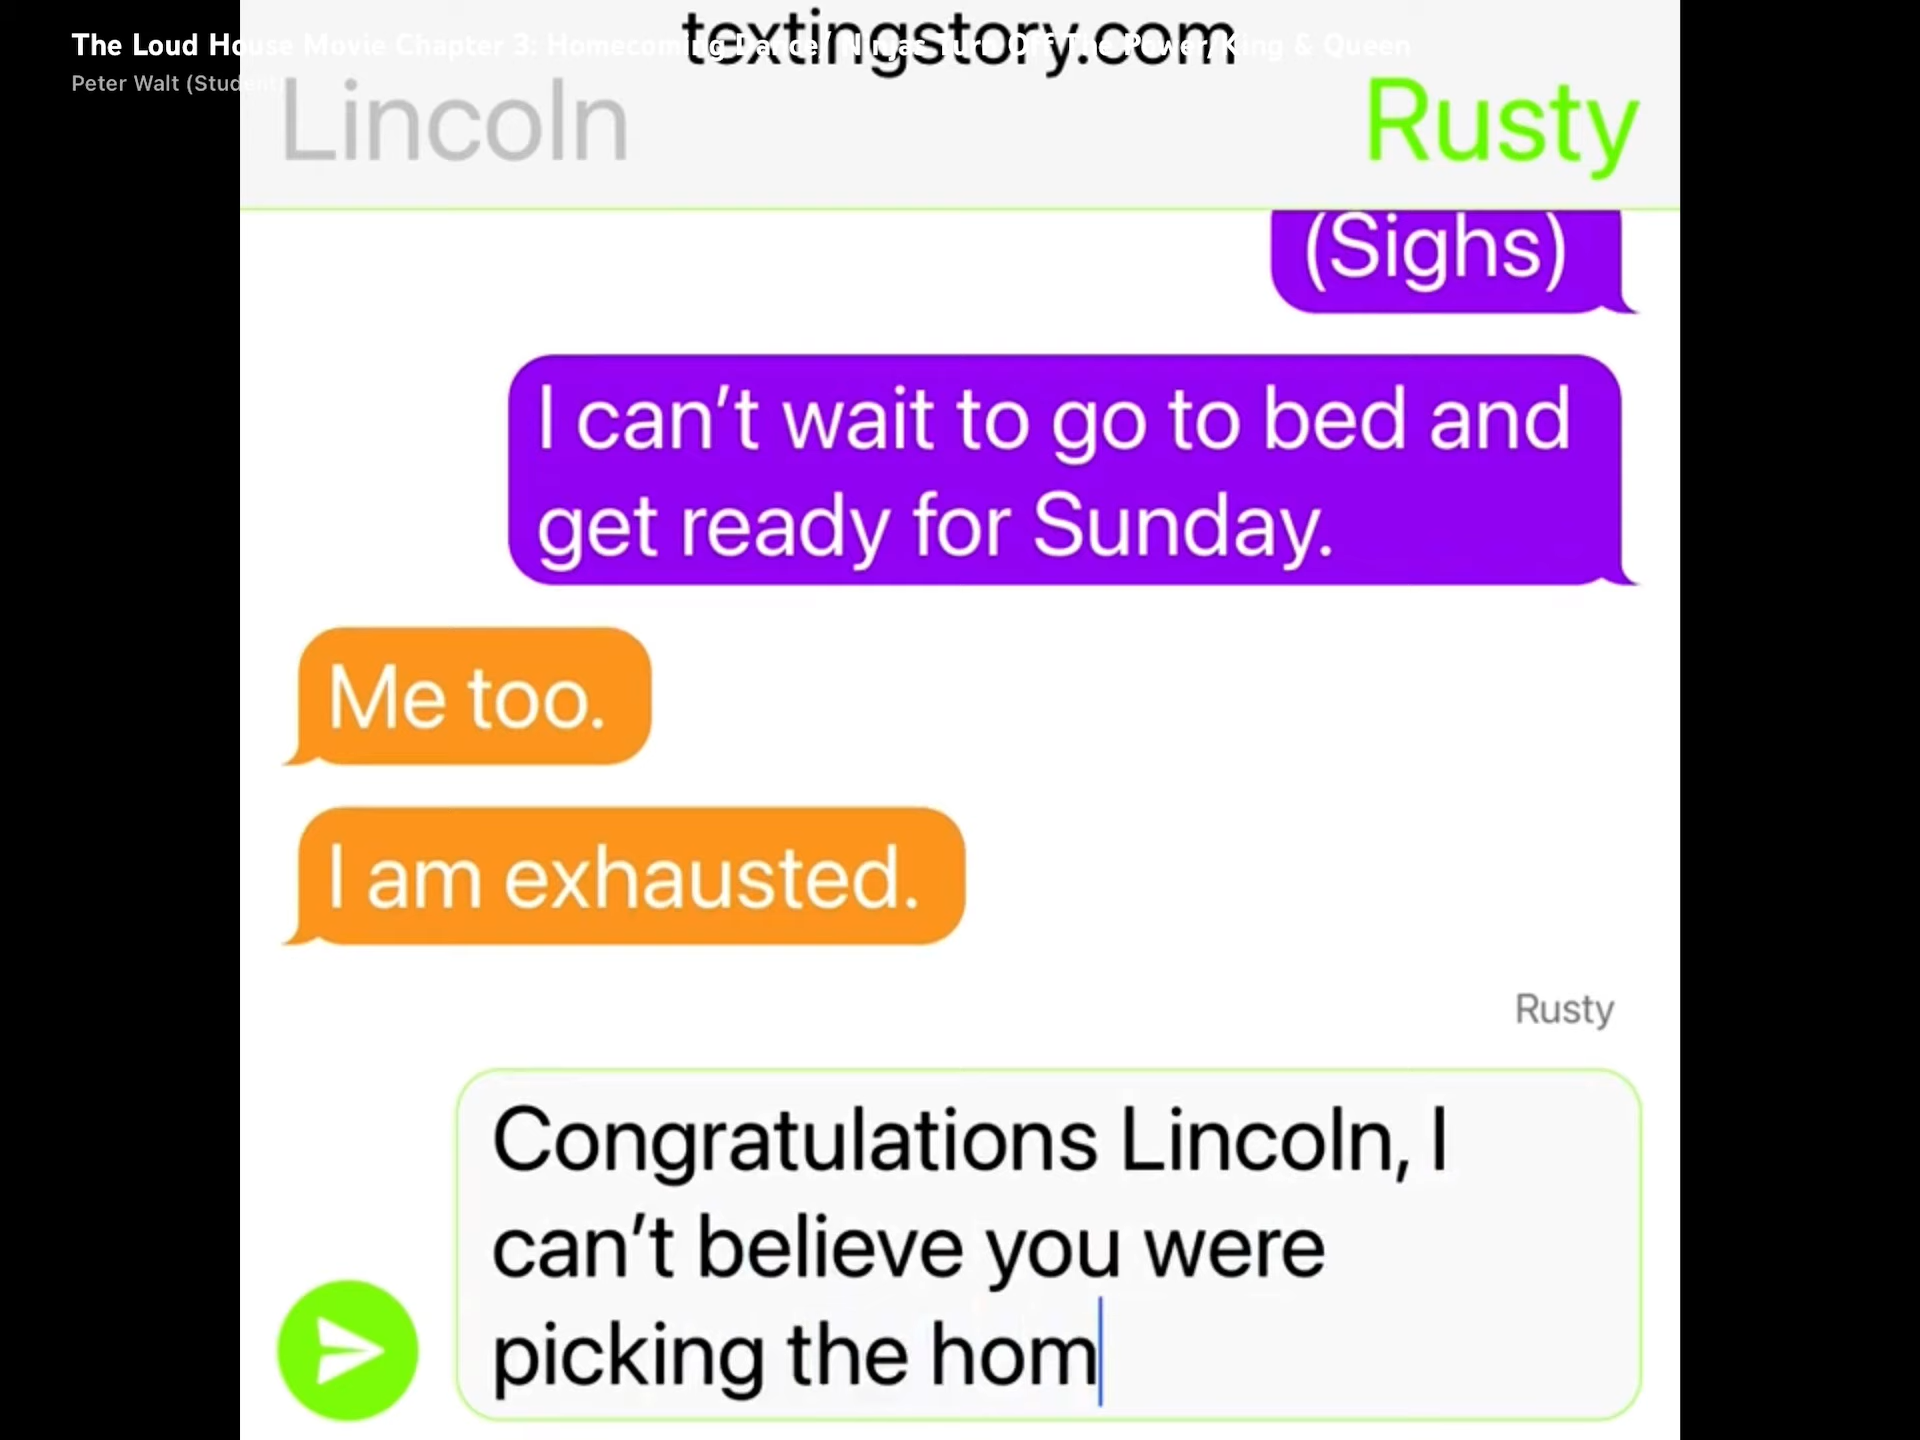 textingstory.com
The Loud House Movie Chapter 3: Homecoming Dance/ Ninjas Turn Off The Power/King & Queen
Peter Walt (Student)
Lincoln
Rusty
(Sighs)
I can’t wait to go to bed and
get ready for Sunday.
Me too.
I am exhausted.
Rusty
Congratulations Lincoln, I
can’t believe you were
picking the hom